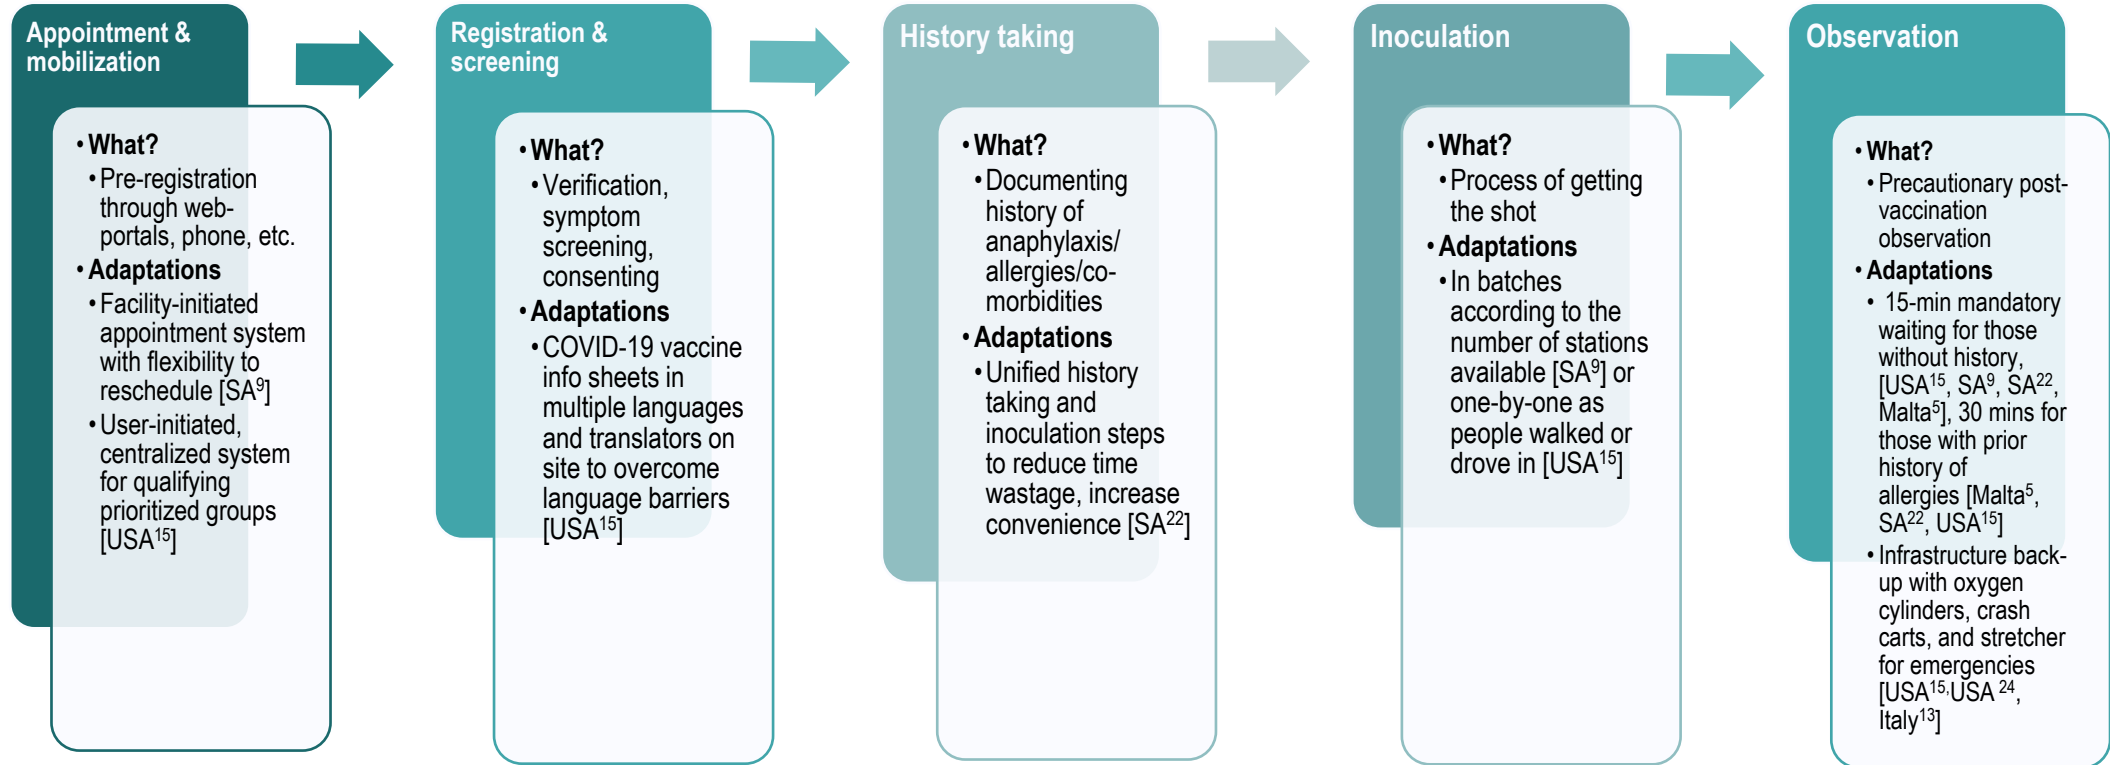 Appointment &
mobilization
• What?
• Pre-registration
through web-
portals, phone, etc.
• Adaptations
• Facility-initiated
appointment system
with flexibility to
reschedule [SA⁹]
• User-initiated,
centralized system
for qualifying
prioritized groups
[USA¹⁵]
Registration &
screening
• What?
• Verification,
symptom
screening,
consenting
• Adaptations
• COVID-19 vaccine
info sheets in
multiple languages
and translators on
site to overcome
language barriers
[USA¹⁵]
History taking
• What?
• Documenting
history of
anaphylaxis/
allergies/co-
morbidities
• Adaptations
• Unified history
taking and
inoculation steps
to reduce time
wastage, increase
convenience [SA²²]
Inoculation
• What?
• Process of getting
the shot
• Adaptations
• In batches
according to the
number of stations
available [SA⁹] or
one-by-one as
people walked or
drove in [USA¹⁵]
Observation
• What?
• Precautionary post-
vaccination
observation
• Adaptations
• 15-min mandatory
waiting for those
without history,
[USA¹⁵, SA⁹, SA²²,
Malta⁵], 30 mins for
those with prior
history of
allergies [Malta⁵,
SA²², USA¹⁵]
• Infrastructure back-
up with oxygen
cylinders, crash
carts, and stretcher
for emergencies
[USA¹⁵,USA ²⁴,
Italy¹³]